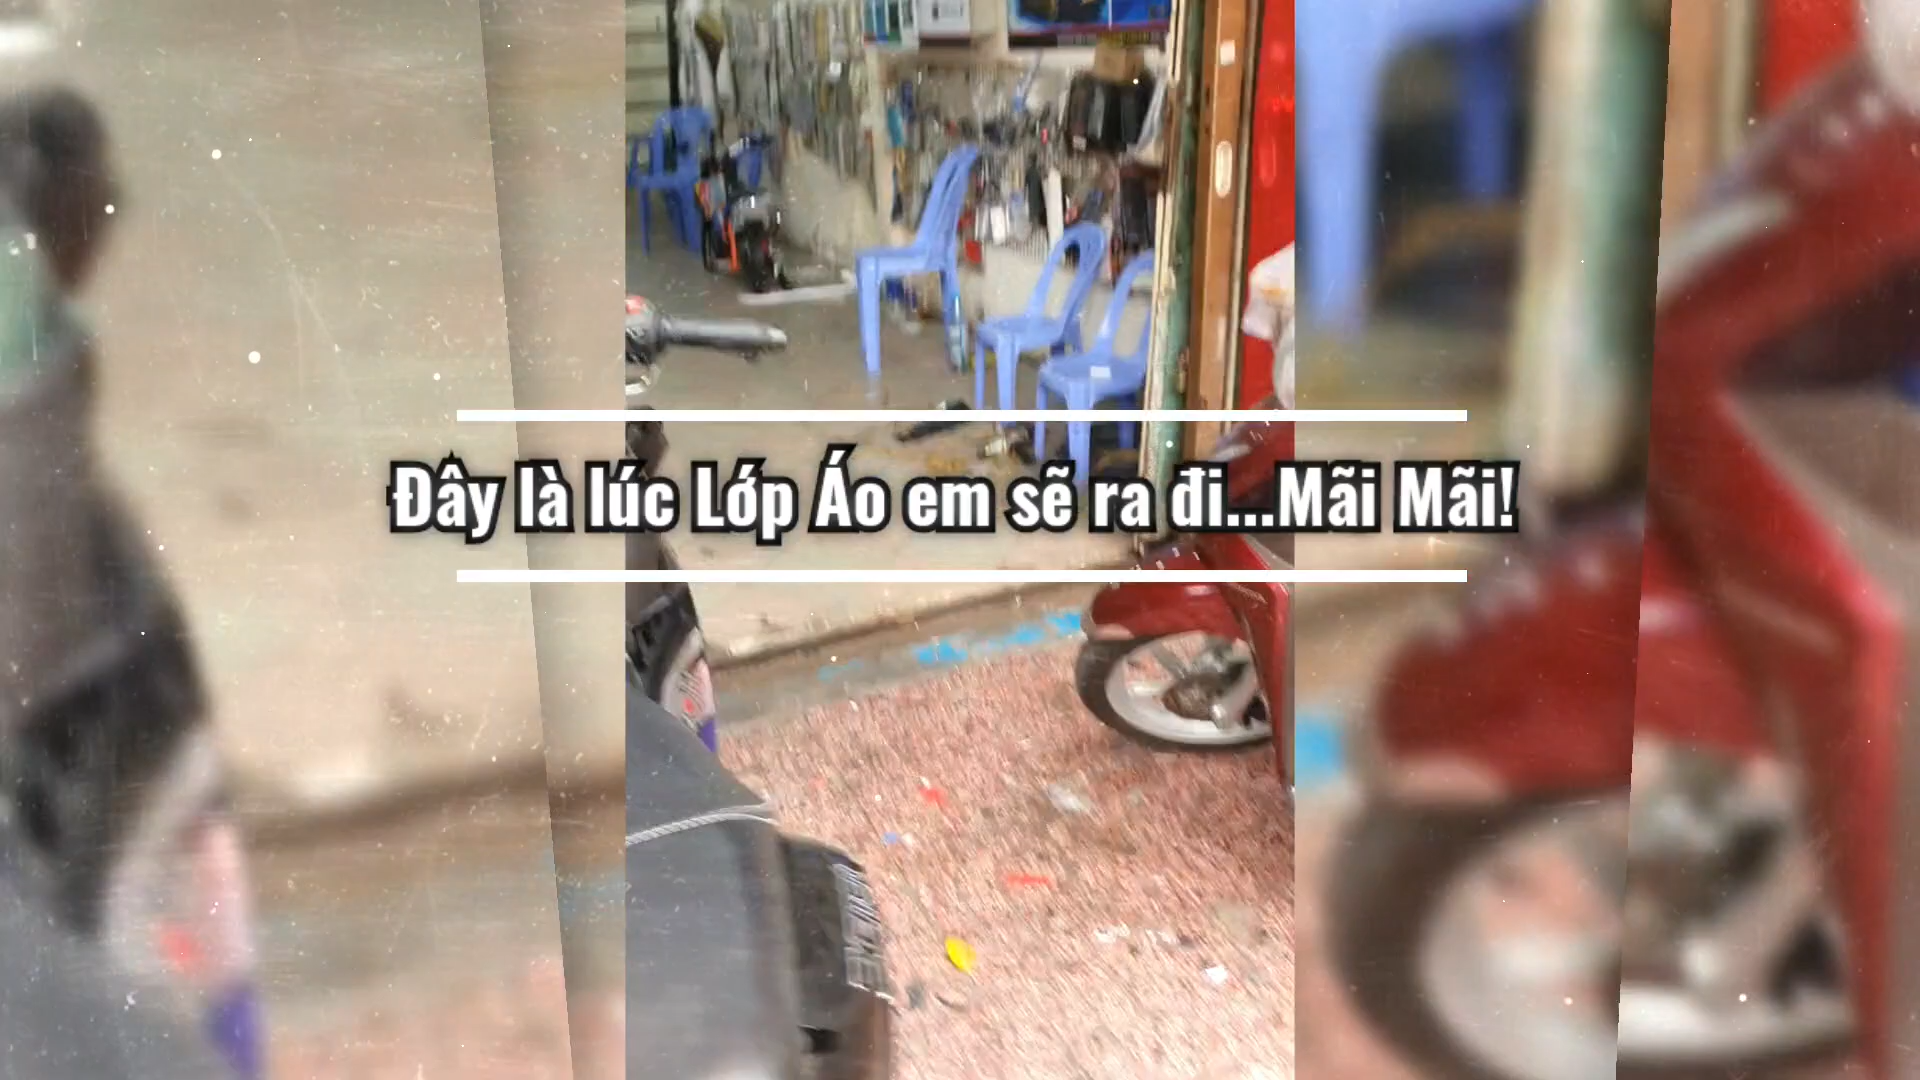 Đây là lúc Lớp Áo em sẽ ra đi...Mãi Mãi!